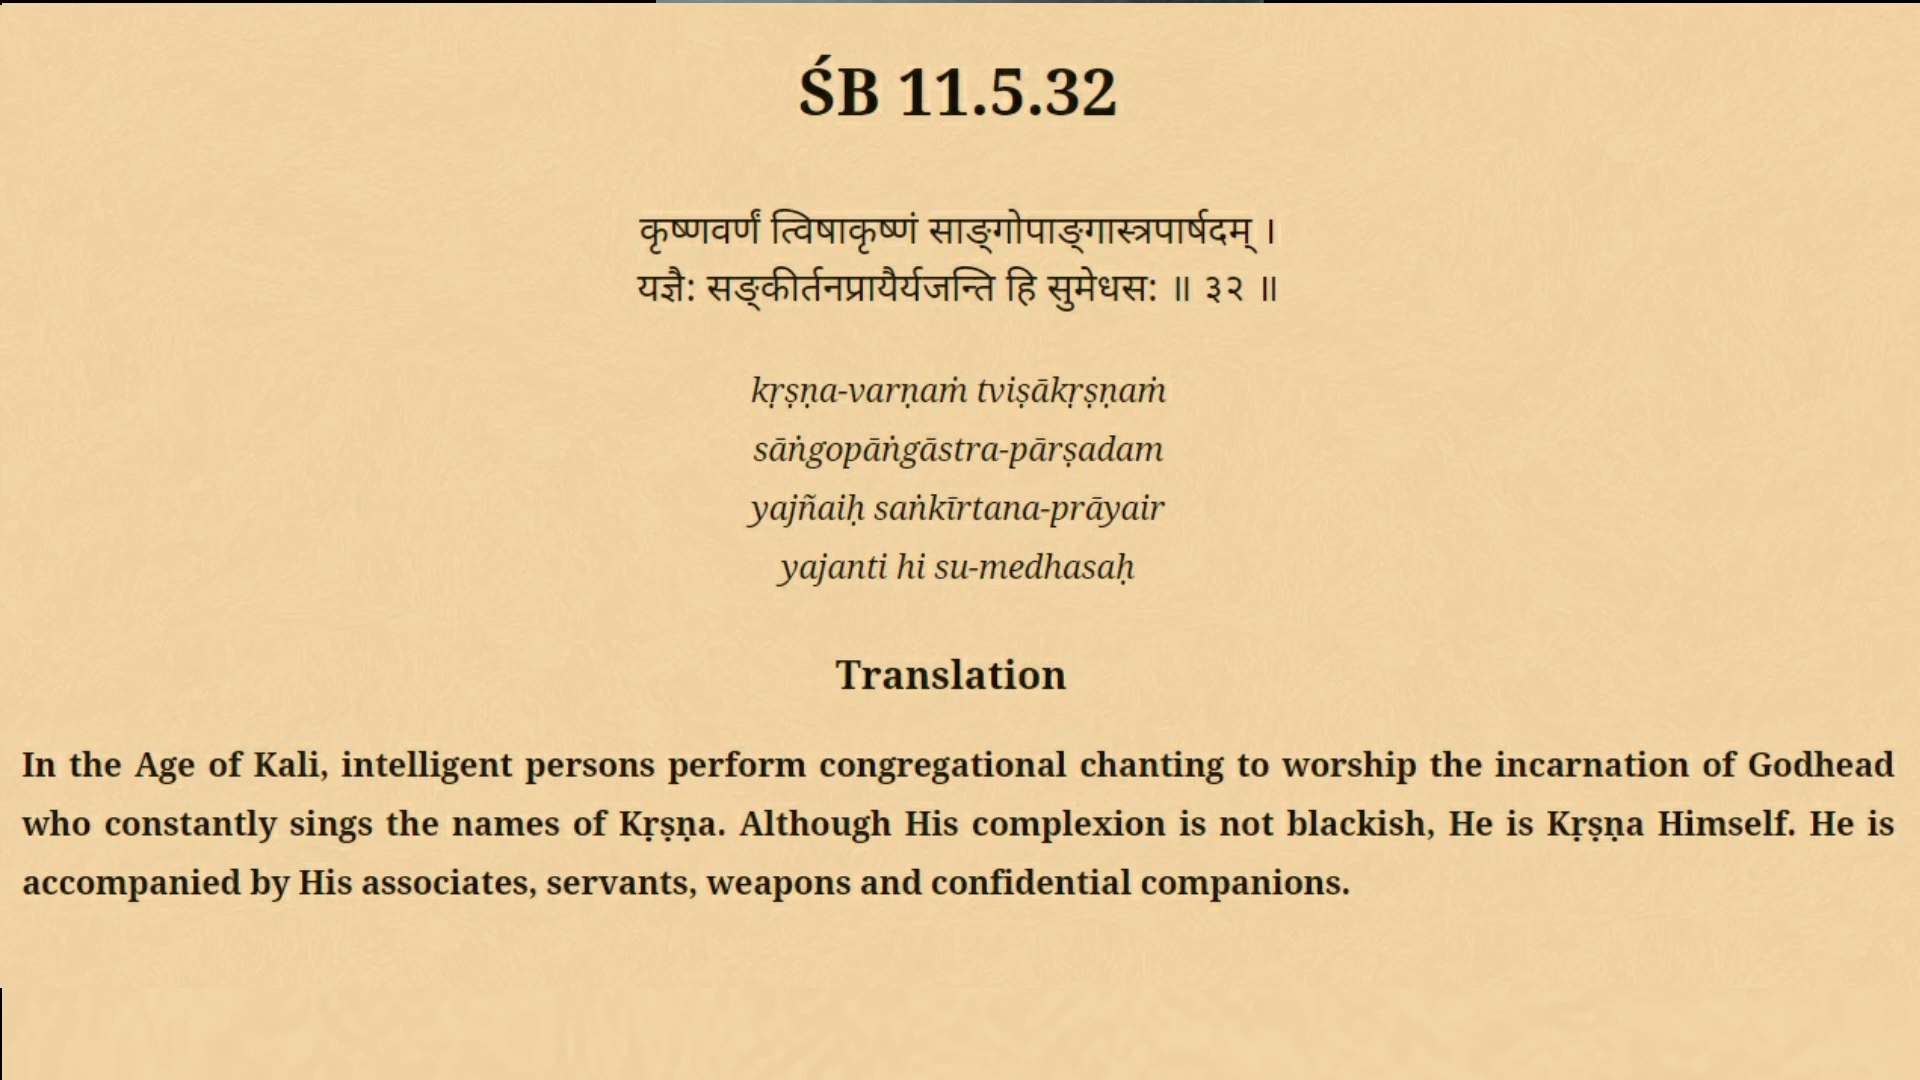 ŚB 11.5.32
कृष्णवर्णं त्विषाकृष्णं साङ्गोपाङ्गास्त्रपार्षदम् ।
यज्ञै: सङ्कीर्तनप्रायैर्यजन्ति हि सुमेधस: ॥ ३२ ॥
kṛṣṇa-varṇaṁ tviṣākṛṣṇaṁ
sāṅgopāṅgāstra-pārṣadam
yajñaiḥ saṅkīrtana-prāyair
yajanti hi su-medhasaḥ
Translation
In the Age of Kali, intelligent persons perform congregational chanting to worship the incarnation of Godhead
who constantly sings the names of Kṛṣṇa. Although His complexion is not blackish, He is Kṛṣṇa Himself. He is
accompanied by His associates, servants, weapons and confidential companions.